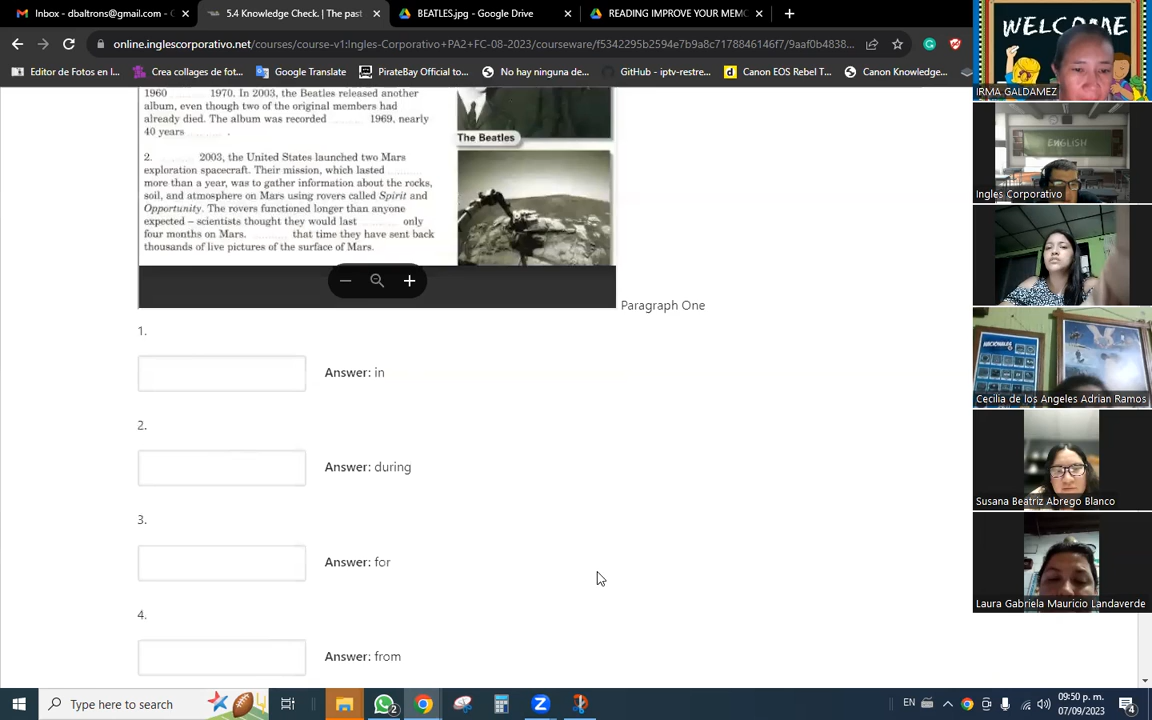 Inbox - dbaltrons@gmail.com -
5.4 Knowledge Check. | The past
BEATLES.jpg - Google Drive
READING IMPROVE YOUR MEMO
online.inglescorporativo.net/courses/course-v1:Ingles-Corporativo+PA2+FC-08-2023/courseware/f5342295b2594e7b9a8c7178846146f7/9aaf0b4838...
Editor de Fotos en l...
Crea collages de fot...
Google Translate
PirateBay Official to...
No hay ninguna de...
GitHub - iptv-restre...
Canon EOS Rebel T...
Canon Knowledge...
1960 ........ 1970. In 2003, the Beatles released another
album, even though two of the original members had
already died. The album was recorded ........ 1969, nearly
40 years ........ .
The Beatles
2. ........ 2003, the United States launched two Mars
exploration spacecraft. Their mission, which lasted ........
more than a year, was to gather information about the rocks,
soil, and atmosphere on Mars using rovers called Spirit and
Opportunity. The rovers functioned longer than anyone
expected – scientists thought they would last ........ only
four months on Mars. ........ that time they have sent back
thousands of live pictures of the surface of Mars.
Paragraph One
1.
Answer: in
2.
Answer: during
3.
Answer: for
4.
Answer: from
WELCOME
IRMA GALDAMEZ
ENGLISH
Ingles Corporativo
NACIONALES
Cecilia de los Angeles Adrian Ramos
Susana Beatriz Abrego Blanco
Laura Gabriela Mauricio Landaverde
Type here to search
2
EN
09:50 p. m.
07/09/2023
4